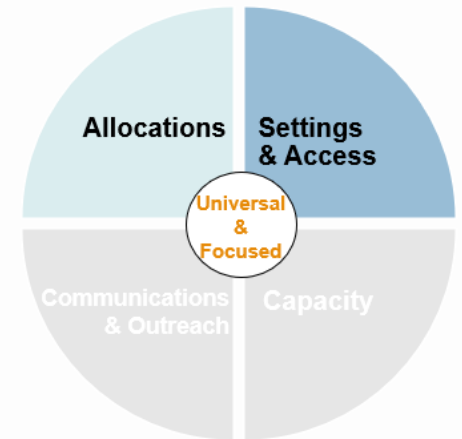 Allocations
Settings
& Access
Universal
&
Focused
Communications
& Outreach
Capacity